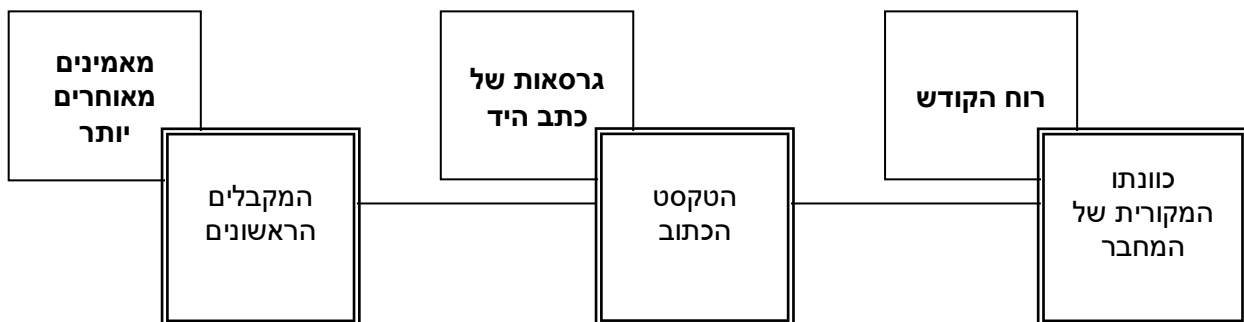 רוח הקודש
כוונתו
המקורית של
המחבר
גרסאות של
כתב היד
הטקסט
הכתוב
מאמינים
מאוחרים
יותר
המקבלים
הראשונים